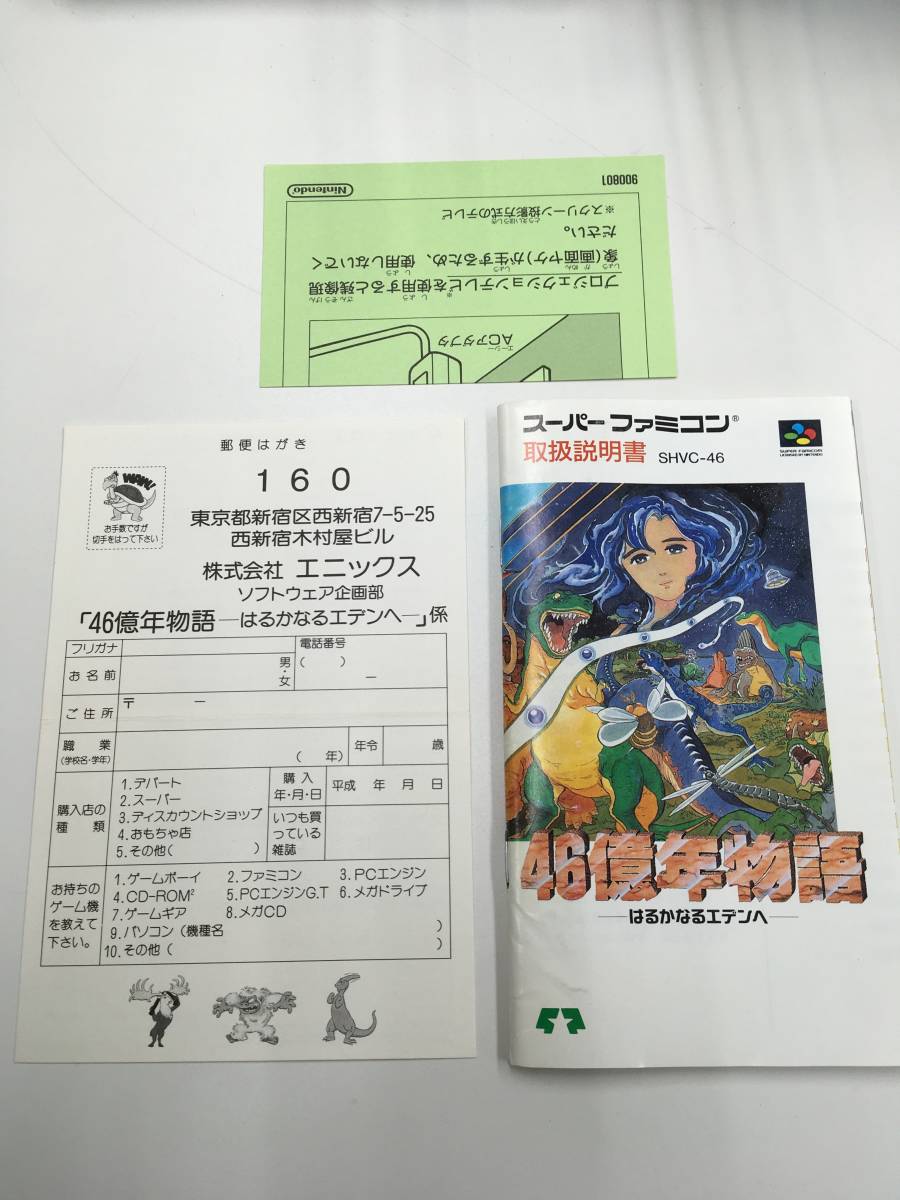 900801
Nintendo
ACアダプタ
エーシー
プロジェクションテレビを使用すると残像現
象(画面ヤケ)が生ずるため、使用しないでく
ださい。
※スクリーン投影方式のテレビ
郵便はがき
WAH!
お手数ですが
切手をはって下さい
160
東京都新宿区西新宿7-5-25
西新宿木村屋ビル
株式会社 エニックス
ソフトウェア企画部
「46億年物語―はるかなるエデンへ―」係
フリガナ
電話番号
お名前
男・女
( )
－
ご住所
〒 －
職業
(学校名・学年)
( 年)
年令
歳
購入店の種類
1.デパート
2.スーパー
3.ディスカウントショップ
4.おもちゃ店
5.その他( )
購入年・月・日
平成 年 月 日
いつも買っている雑誌
お持ちのゲーム機を教えて下さい。
1.ゲームボーイ 2.ファミコン 3.PCエンジン
4.CD-ROM² 5.PCエンジンG.T 6.メガドライブ
7.ゲームギア 8.メガCD
9.パソコン(機種名 )
10.その他( )
スーパーファミコン®
取扱説明書 SHVC-46
SUPER FAMICOM
LICENSED BY NINTENDO
46億年物語
―はるかなるエデンへ―